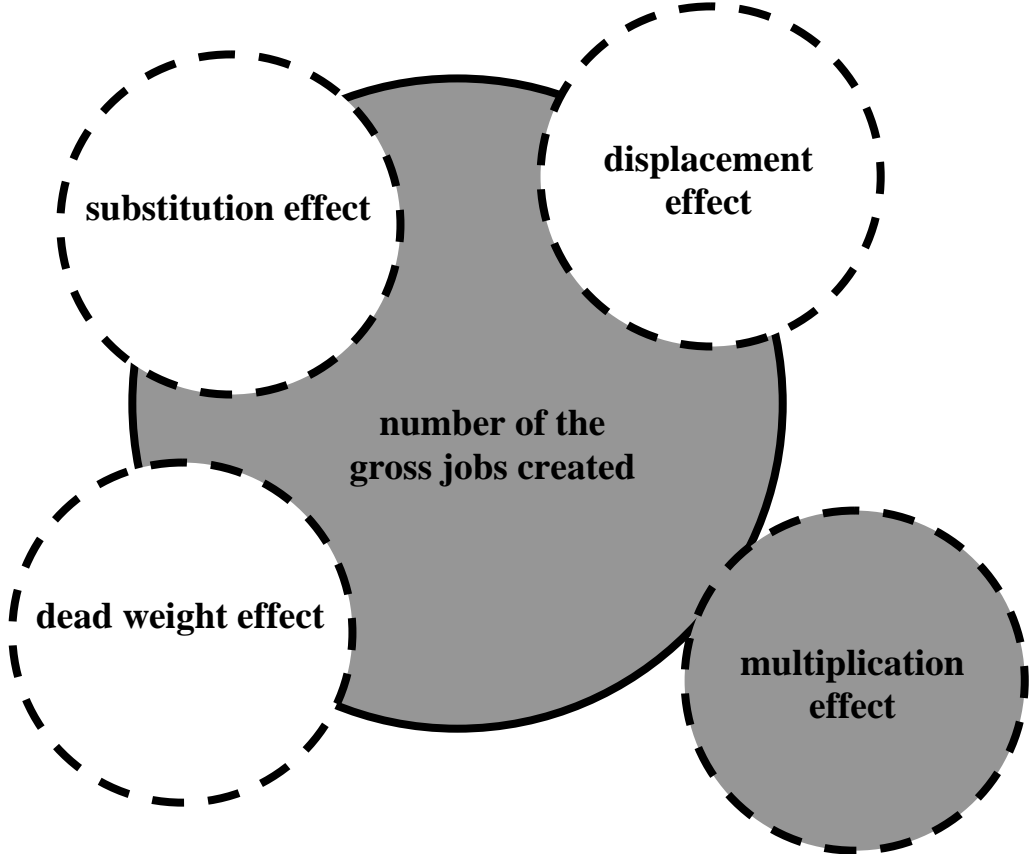 displacement
effect
substitution effect
number of the
gross jobs created
dead weight effect
multiplication
effect